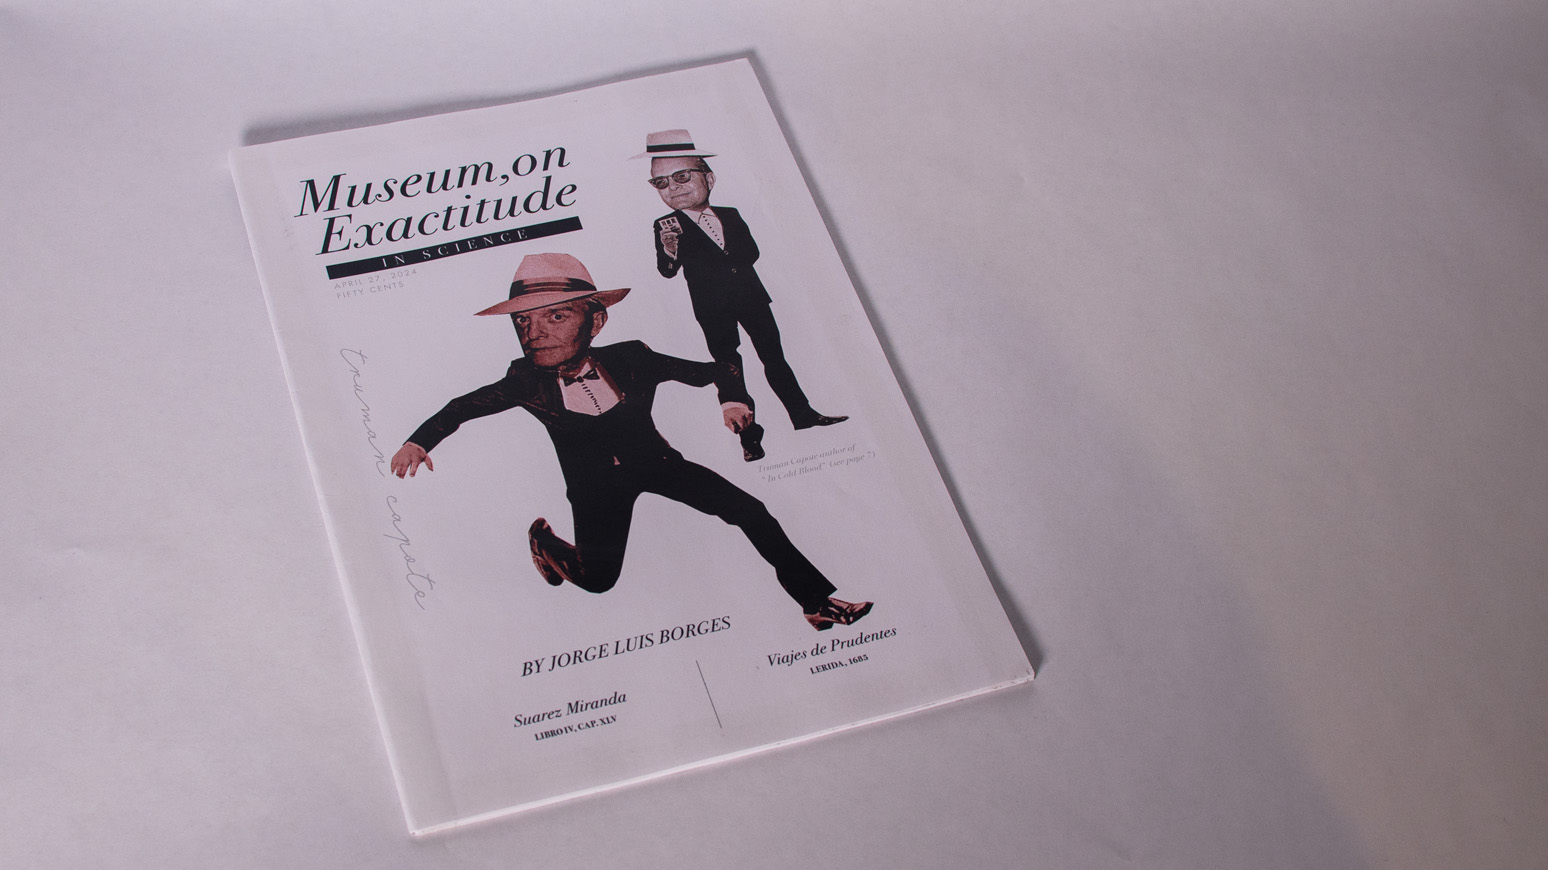 Museum,on
Exactitude
IN SCIENCE
APRIL 27, 2024
FIFTY CENTS
truman capote
Truman Capote author of
"In Cold Blood" (see page 7)
BY JORGE LUIS BORGES
Suarez Miranda
LIBRO IV, CAP. XLV
Viajes de Prudentes
LERIDA, 1685